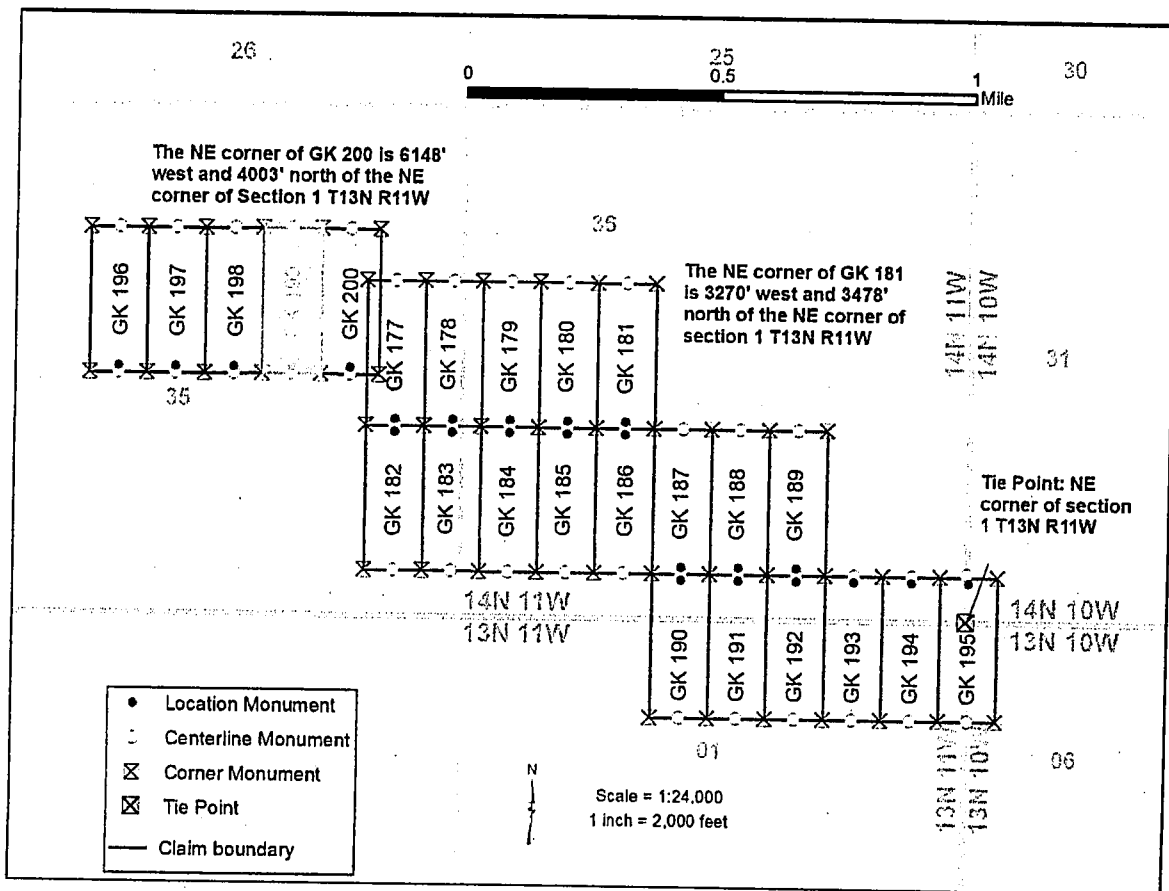 26
25
30
0
0.5
1
Mile
The NE corner of GK 200 is 6148'
west and 4003' north of the NE
corner of Section 1 T13N R11W
36
GK 196
GK 197
GK 198
GK 199
GK 200
GK 177
GK 178
GK 179
GK 180
GK 181
The NE corner of GK 181
is 3270' west and 3478'
north of the NE corner of
section 1 T13N R11W
14N 11W
14N 10W
31
35
GK 182
GK 183
GK 184
GK 185
GK 186
GK 187
GK 188
GK 189
Tie Point: NE
corner of section
1 T13N R11W
14N 11W
13N 11W
14N 10W
13N 10W
GK 190
GK 191
GK 192
GK 193
GK 194
GK 195
01
06
13N 11W
13N 10W
Location Monument
Centerline Monument
Corner Monument
Tie Point
Claim boundary
N
Scale = 1:24,000
1 inch = 2,000 feet